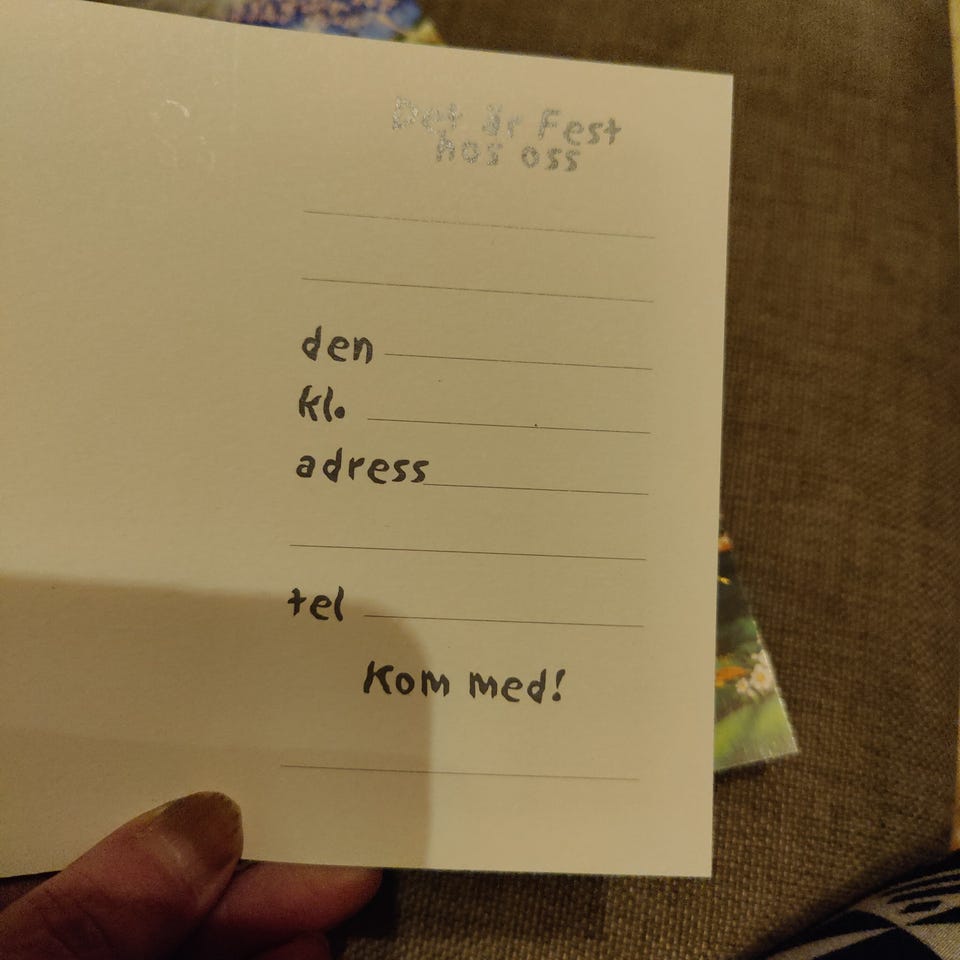 Det är Fest
hos oss
den
kl.
adress
tel
Kom med!